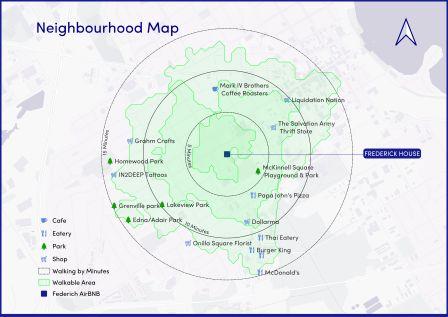 Neighbourhood Map
Mark IV Brothers
Coffee Roasters
Liquidation Nation
The Salvation Army
Thrift Store
Grahm Crafts
15 Minutes
5 Minutes
FREDERICK HOUSE
Homewood Park
McKinnell Square
Playground & Park
IN2DEEP Tattoos
Papa John's Pizza
Grenville park
Lakeview Park
Edna/Adair Park
Dollarma
10 Minutes
Thai Eatery
Onilla Square Florist
Burger King
McDonald's
Cafe
Eatery
Park
Shop
Walking by Minutes
Walkable Area
Federich AirBNB